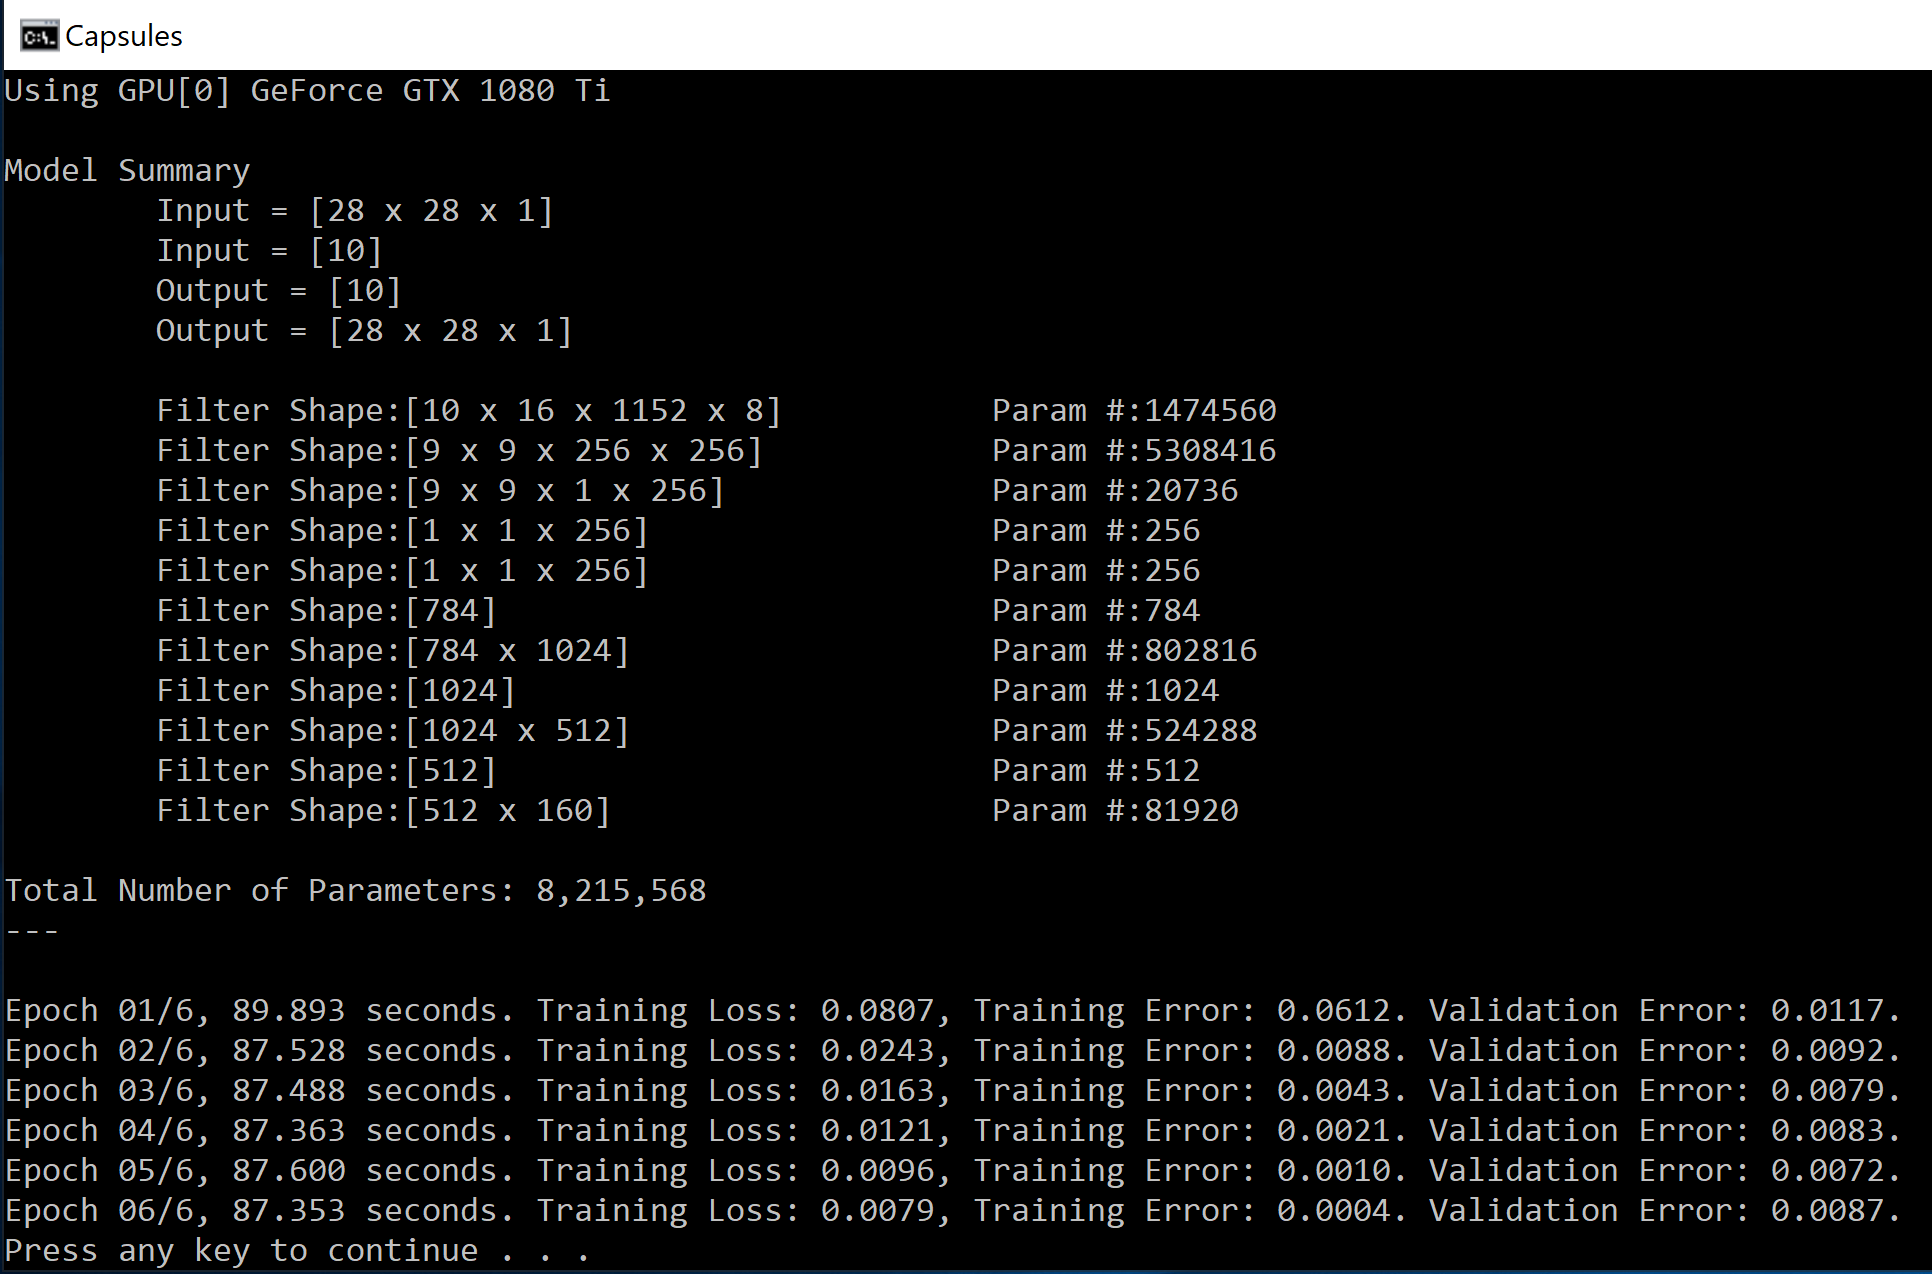 Capsules
Using GPU[0] GeForce GTX 1080 Ti
Model Summary
Input = [28 x 28 x 1]
Input = [10]
Output = [10]
Output = [28 x 28 x 1]
Filter Shape:[10 x 16 x 1152 x 8] Param #:1474560
Filter Shape:[9 x 9 x 256 x 256] Param #:5308416
Filter Shape:[9 x 9 x 1 x 256] Param #:20736
Filter Shape:[1 x 1 x 256] Param #:256
Filter Shape:[1 x 1 x 256] Param #:256
Filter Shape:[784] Param #:784
Filter Shape:[784 x 1024] Param #:802816
Filter Shape:[1024] Param #:1024
Filter Shape:[1024 x 512] Param #:524288
Filter Shape:[512] Param #:512
Filter Shape:[512 x 160] Param #:81920
Total Number of Parameters: 8,215,568
---
Epoch 01/6, 89.893 seconds. Training Loss: 0.0807, Training Error: 0.0612. Validation Error: 0.0117.
Epoch 02/6, 87.528 seconds. Training Loss: 0.0243, Training Error: 0.0088. Validation Error: 0.0092.
Epoch 03/6, 87.488 seconds. Training Loss: 0.0163, Training Error: 0.0043. Validation Error: 0.0079.
Epoch 04/6, 87.363 seconds. Training Loss: 0.0121, Training Error: 0.0021. Validation Error: 0.0083.
Epoch 05/6, 87.600 seconds. Training Loss: 0.0096, Training Error: 0.0010. Validation Error: 0.0072.
Epoch 06/6, 87.353 seconds. Training Loss: 0.0079, Training Error: 0.0004. Validation Error: 0.0087.
Press any key to continue . . .